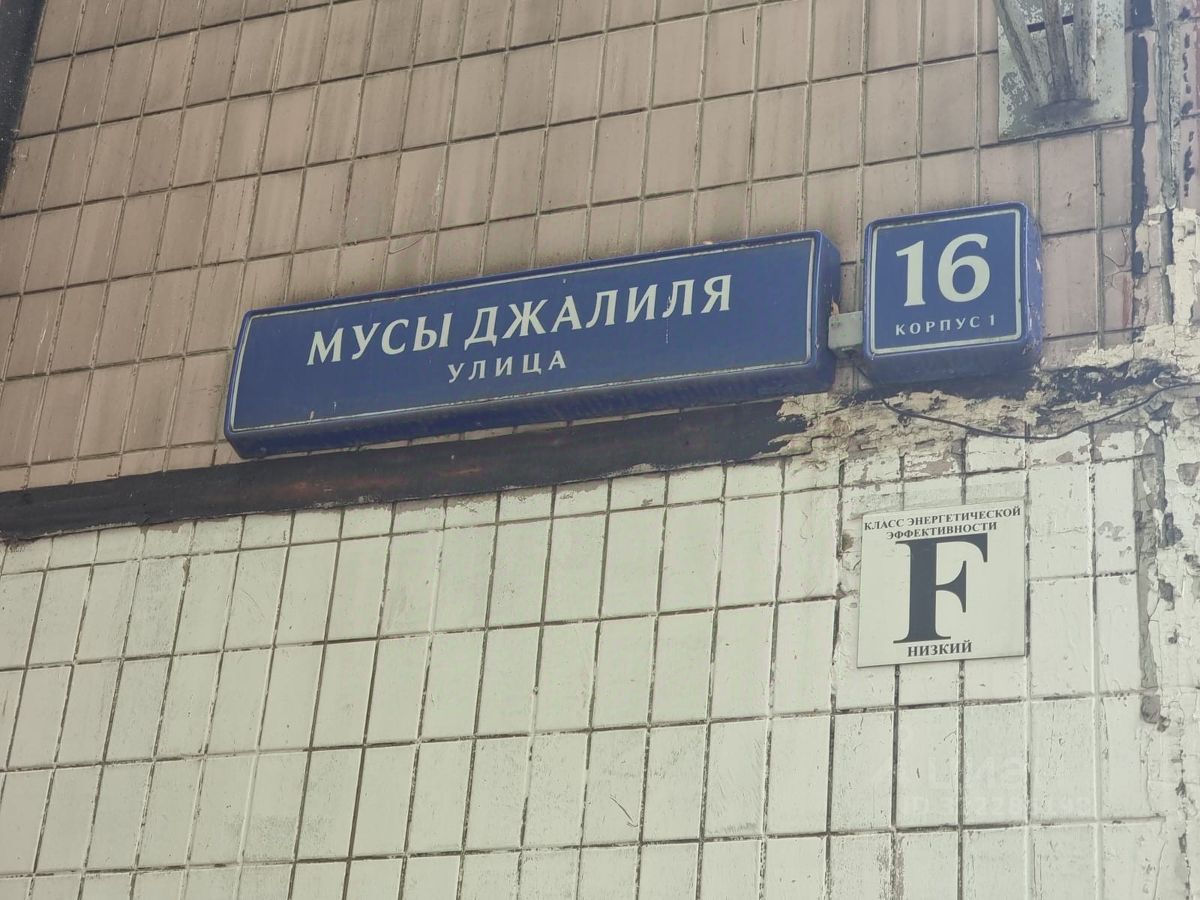 МУСЫ ДЖАЛИЛЯ
УЛИЦА
16
КОРПУС 1
КЛАСС ЭНЕРГЕТИЧЕСКОЙ
ЭФФЕКТИВНОСТИ
F
НИЗКИЙ